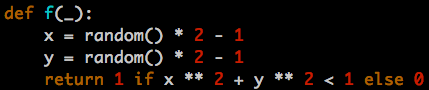 def f(_):
    x = random() * 2 - 1
    y = random() * 2 - 1
    return 1 if x ** 2 + y ** 2 < 1 else 0